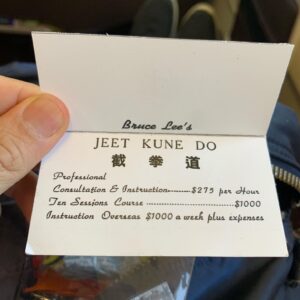 Bruce Lee's
JEET KUNE DO
截 拳 道
Professional
Consultation & Instruction----------$275 per Hour
Ten Sessions Course ------------------------$1000
Instruction Overseas $1000 a week plus expenses